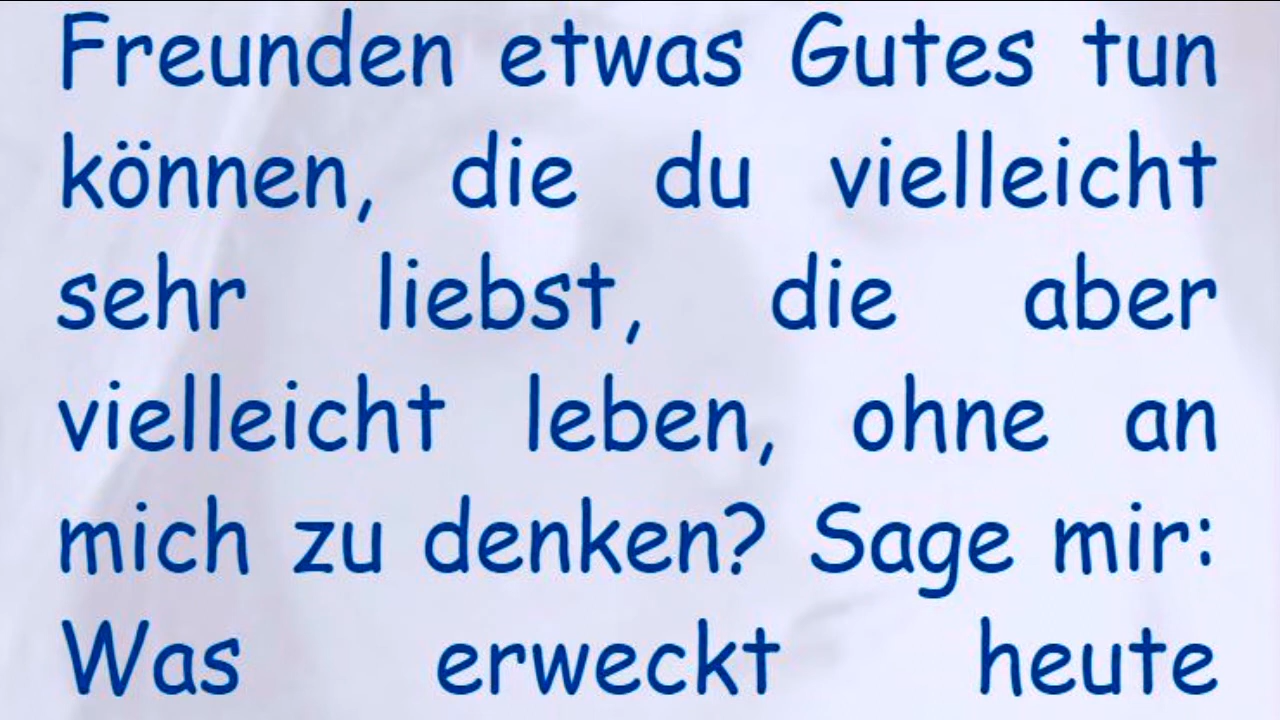 Freunden etwas Gutes tun
können, die du vielleicht
sehr liebst, die aber
vielleicht leben, ohne an
mich zu denken? Sage mir:
Was erweckt heute